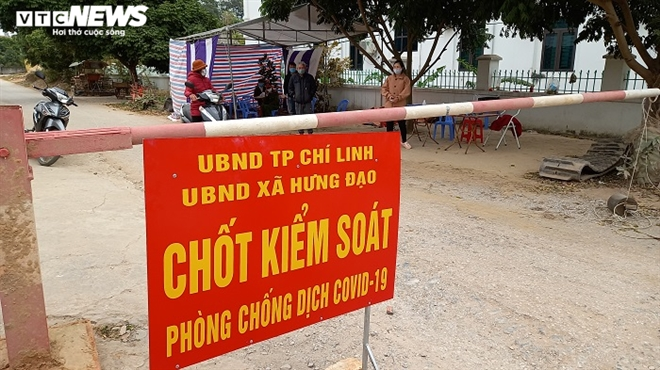 VTC NEWS
Hơi thở cuộc sống
UBND TP. CHÍ LINH
UBND XÃ HƯNG ĐẠO
CHỐT KIỂM SOÁT
PHÒNG CHỐNG DỊCH COVID-19